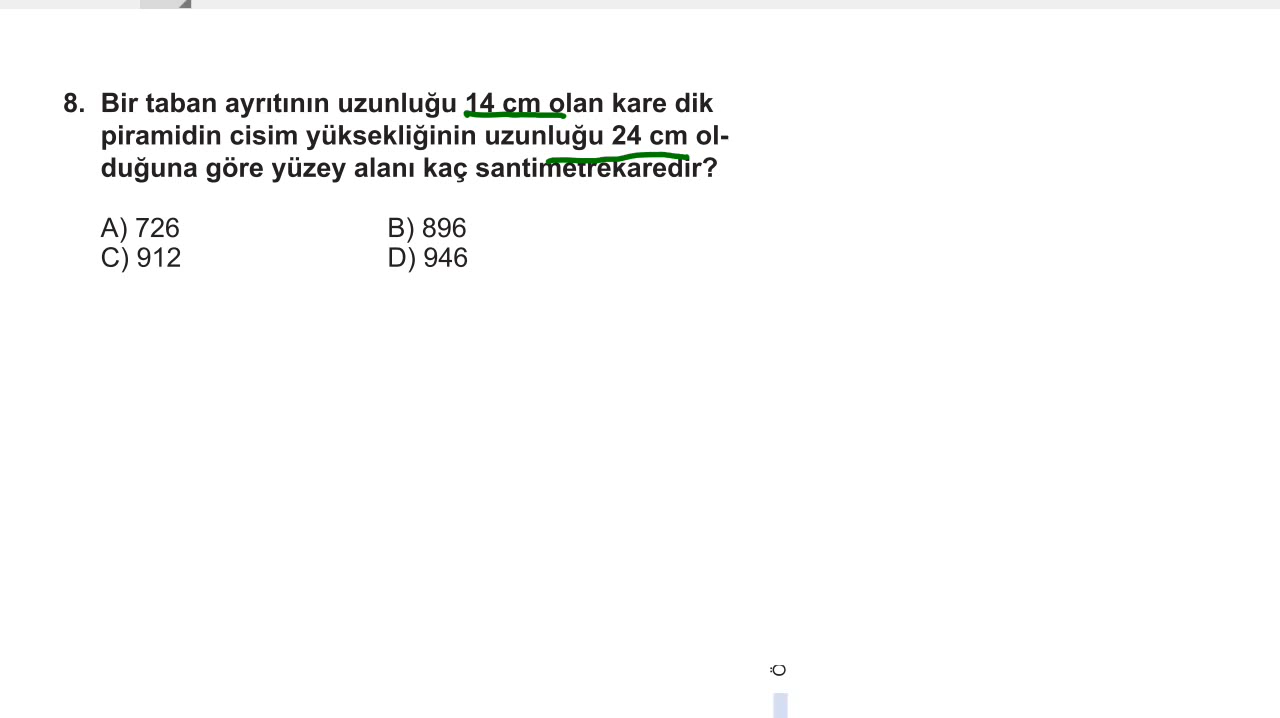 8. Bir taban ayrıtının uzunluğu 14 cm olan kare dik
piramidin cisim yüksekliğinin uzunluğu 24 cm ol-
duğuna göre yüzey alanı kaç santimetrekaredir?
A) 726 B) 896
C) 912 D) 946